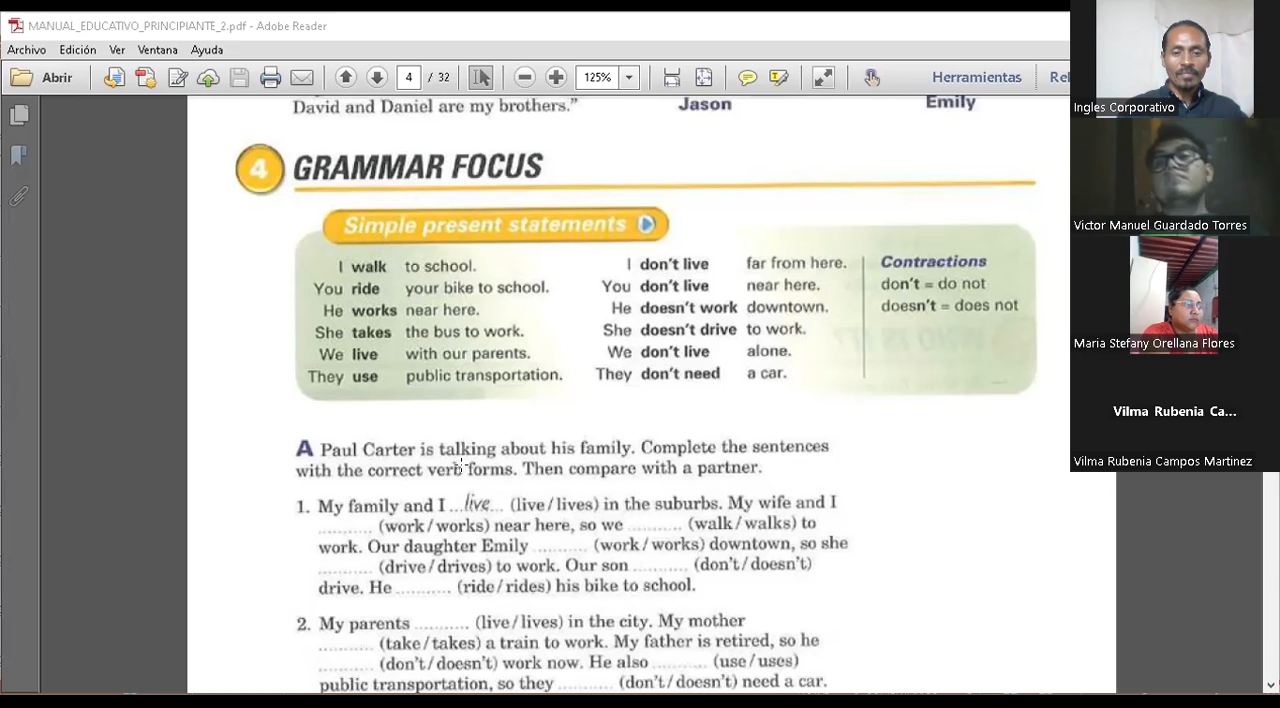 MANUAL_EDUCATIVO_PRINCIPIANTE_2.pdf - Adobe Reader
Archivo Edición Ver Ventana Ayuda
Abrir 4 / 32 125% Herramientas Rel
David and Daniel are my brothers."
Jason
Emily
4 GRAMMAR FOCUS
Simple present statements
I walk to school.
You ride your bike to school.
He works near here.
She takes the bus to work.
We live with our parents.
They use public transportation.
I don't live far from here.
You don't live near here.
He doesn't work downtown.
She doesn't drive to work.
We don't live alone.
They don't need a car.
Contractions
don't = do not
doesn't = does not
A Paul Carter is talking about his family. Complete the sentences
with the correct verb forms. Then compare with a partner.
1. My family and I ...live... (live/lives) in the suburbs. My wife and I
.......... (work/works) near here, so we .......... (walk/walks) to
work. Our daughter Emily .......... (work/works) downtown, so she
.......... (drive/drives) to work. Our son .......... (don't/doesn't)
drive. He .......... (ride/rides) his bike to school.
2. My parents .......... (live/lives) in the city. My mother
.......... (take/takes) a train to work. My father is retired, so he
.......... (don't/doesn't) work now. He also .......... (use/uses)
public transportation, so they .......... (don't/doesn't) need a car.
Ingles Corporativo
Victor Manuel Guardado Torres
Maria Stefany Orellana Flores
Vilma Rubenia Ca...
Vilma Rubenia Campos Martinez